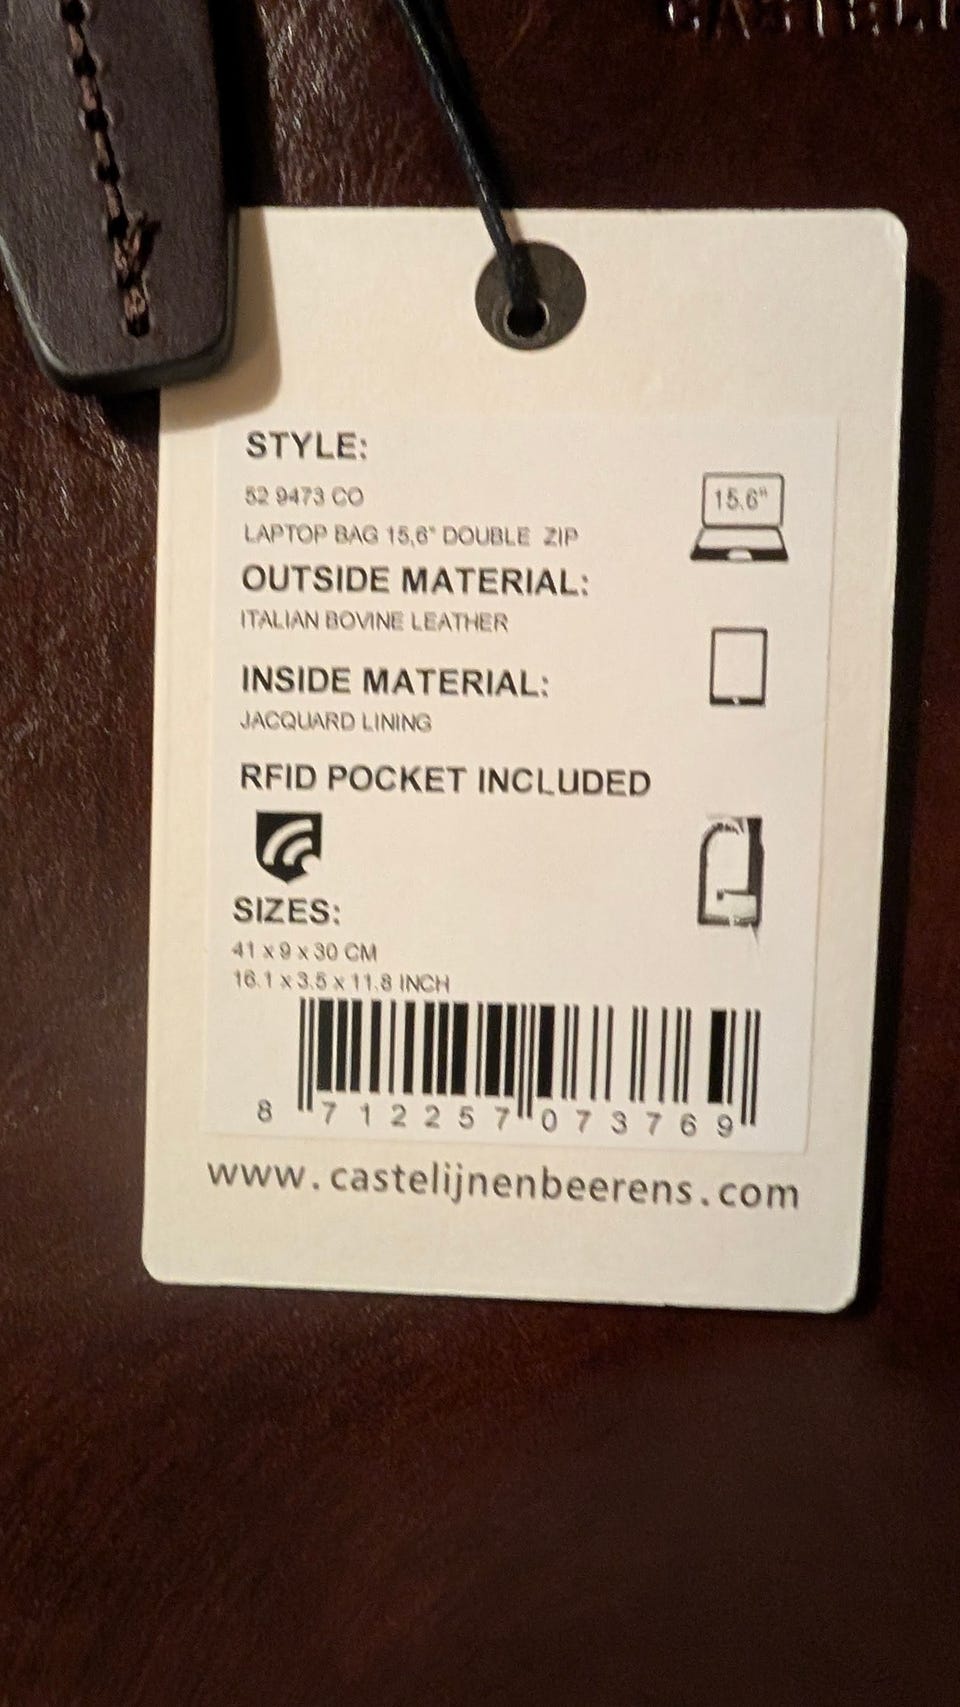 STYLE:
52 9473 CO
LAPTOP BAG 15,6" DOUBLE ZIP
15.6"
OUTSIDE MATERIAL:
ITALIAN BOVINE LEATHER
INSIDE MATERIAL:
JACQUARD LINING
RFID POCKET INCLUDED
SIZES:
41 x 9 x 30 CM
16.1 x 3.5 x 11.8 INCH
8 712257 073769
www.castelijnenbeerens.com